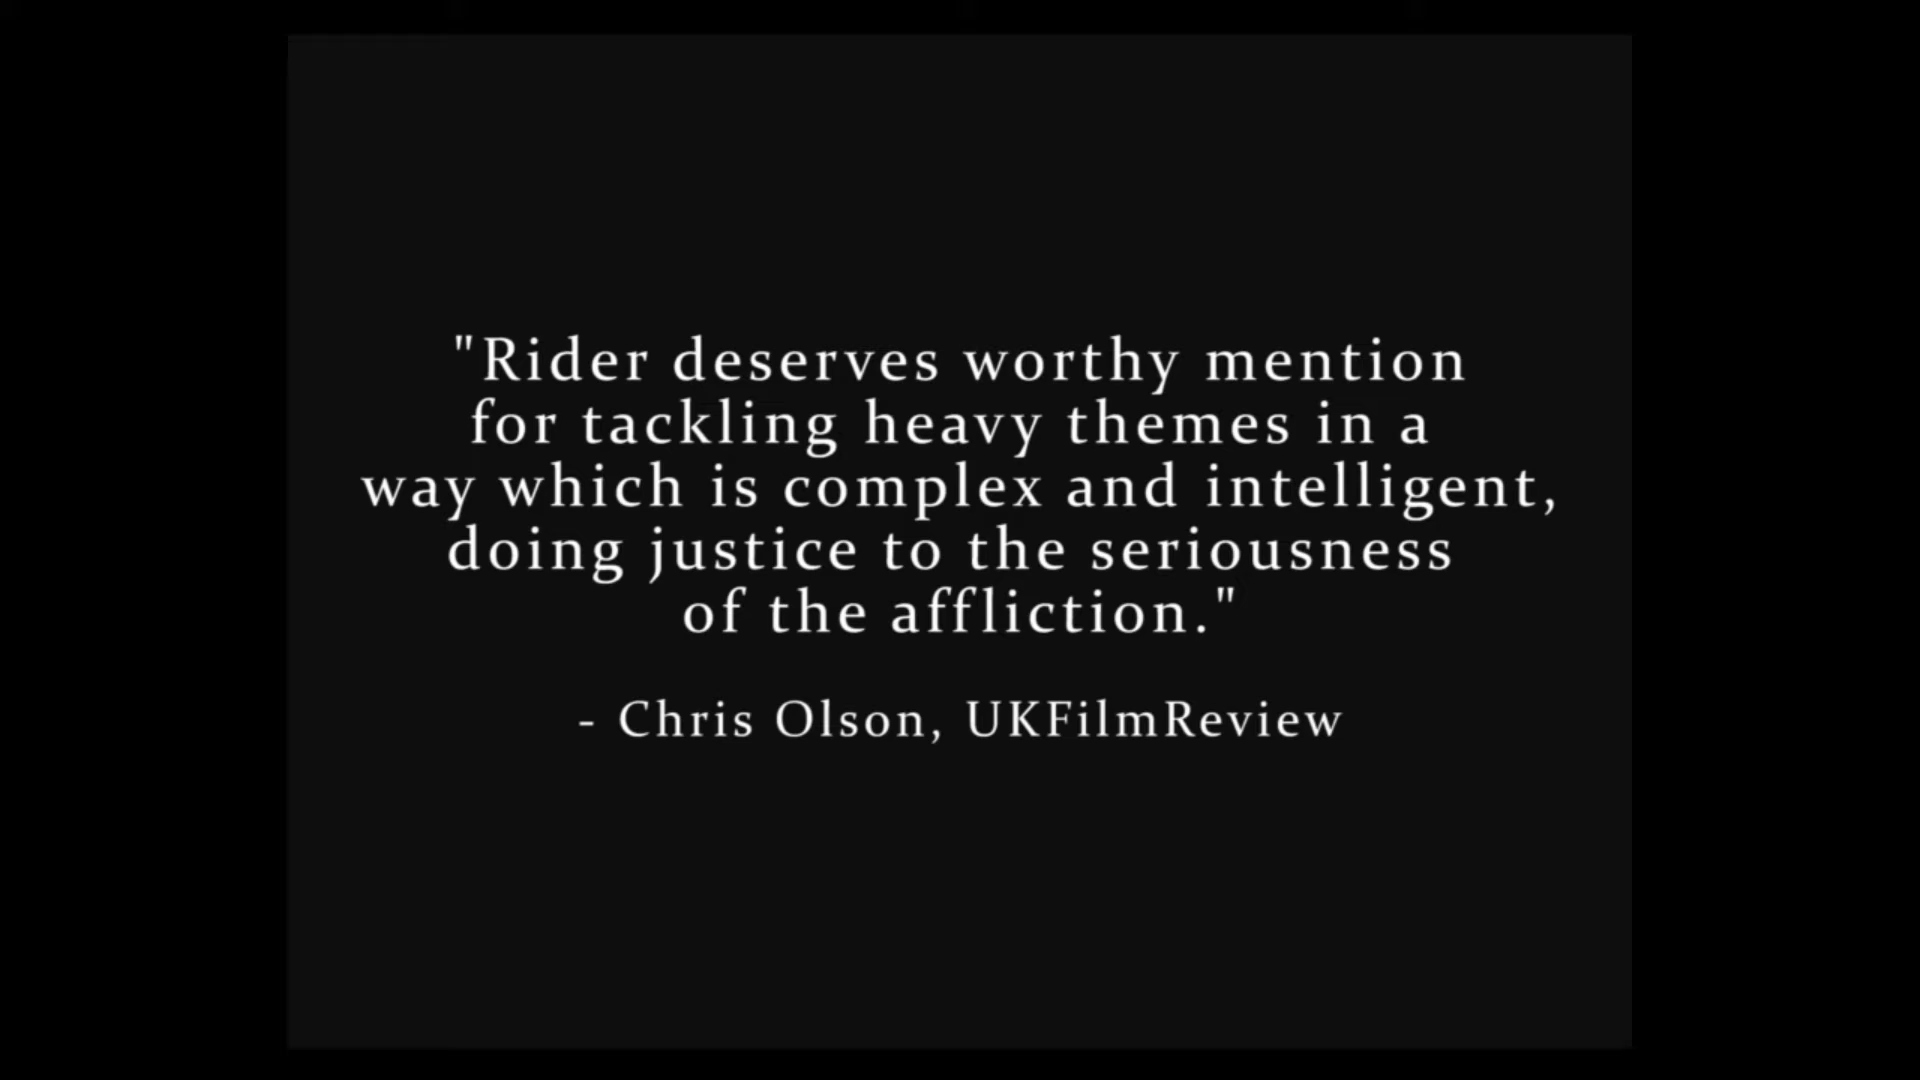 "Rider deserves worthy mention
for tackling heavy themes in a
way which is complex and intelligent,
doing justice to the seriousness
of the affliction."
- Chris Olson, UKFilmReview